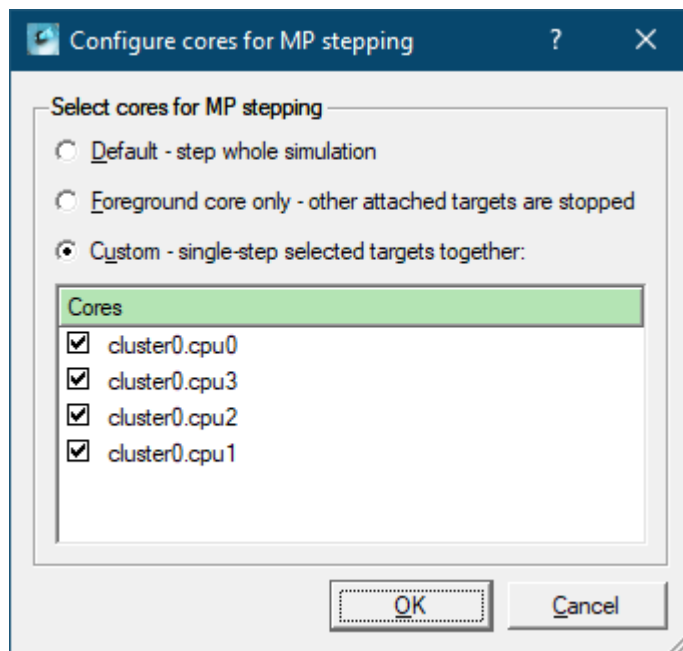 Configure cores for MP stepping
Select cores for MP stepping
Default - step whole simulation
Foreground core only - other attached targets are stopped
Custom - single-step selected targets together:
Cores
cluster0.cpu0
cluster0.cpu3
cluster0.cpu2
cluster0.cpu1
OK Cancel